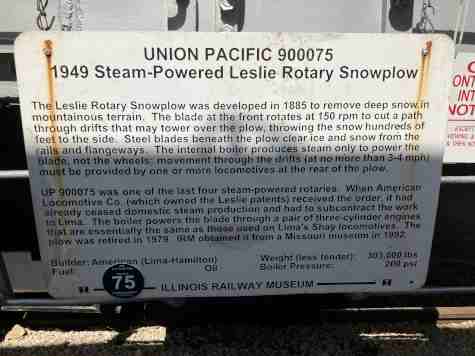 UNION PACIFIC 900075
1949 Steam-Powered Leslie Rotary Snowplow
The Leslie Rotary Snowplow was developed in 1885 to remove deep snow in
mountainous terrain. The blade at the front rotates at 150 rpm to cut a path
through drifts that may tower over the plow, throwing the snow hundreds of
feet to the side. Steel blades beneath the plow clear ice and snow from the
rails and flangeways. The internal boiler produces steam only to power the
blade, not the wheels: movement through the drifts (at no more than 3-4 mph)
must be provided by one or more locomotives at the rear of the plow.
UP 900075 was one of the last four steam-powered rotaries. When American
Locomotive Co. (which owned the Leslie patents) received the order, it had
already ceased domestic steam production and had to subcontract the work
to Lima. The boiler powers the blade through a pair of three-cylinder engines
that are essentially the same as those used on Lima's Shay locomotives. The
plow was retired in 1979. IRM obtained it from a Missouri museum in 1992.
Builder: American (Lima-Hamilton) Weight (less tender): 303,000 lbs
Fuel: Oil Boiler Pressure: 200 psi
75
ILLINOIS RAILWAY MUSEUM